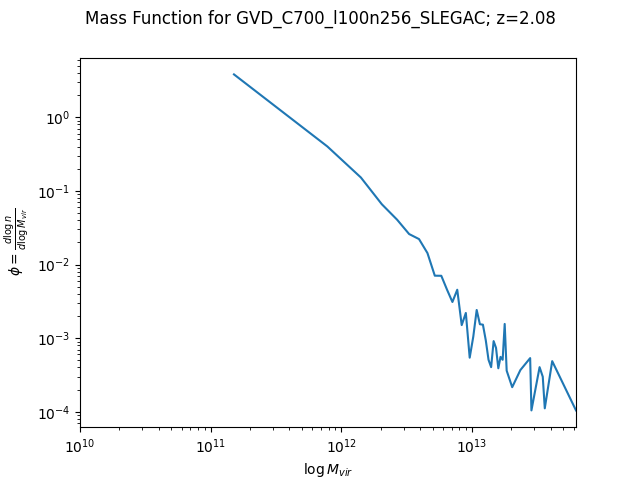 Mass Function for GVD_C700_l100n256_SLEGAC; z=2.08
10^0
10^-1
10^-2
10^-3
10^-4
ϕ = d log n / d log M_vir
10^10 10^11 10^12 10^13
log M_vir